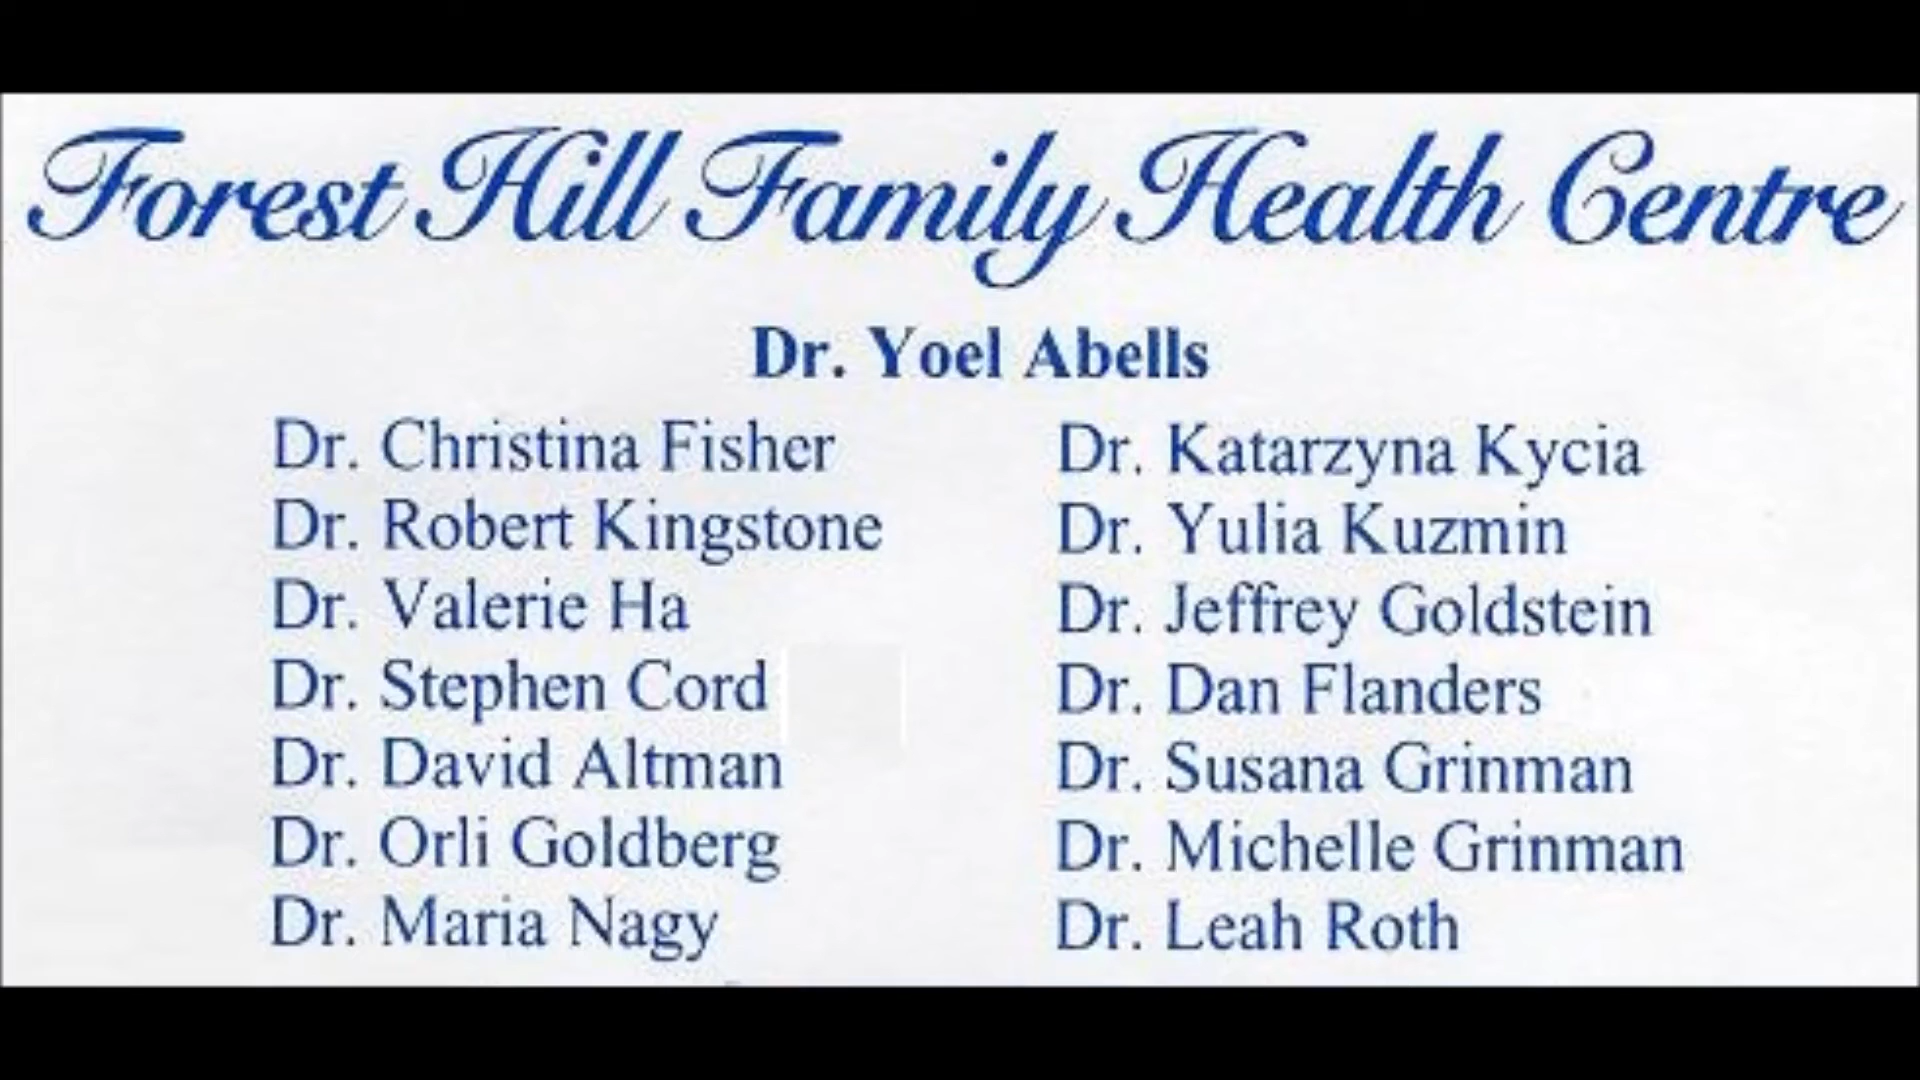 Forest Hill Family Health Centre
Dr. Yoel Abells
Dr. Christina Fisher
Dr. Robert Kingstone
Dr. Valerie Ha
Dr. Stephen Cord
Dr. David Altman
Dr. Orli Goldberg
Dr. Maria Nagy
Dr. Katarzyna Kycia
Dr. Yulia Kuzmin
Dr. Jeffrey Goldstein
Dr. Dan Flanders
Dr. Susana Grinman
Dr. Michelle Grinman
Dr. Leah Roth